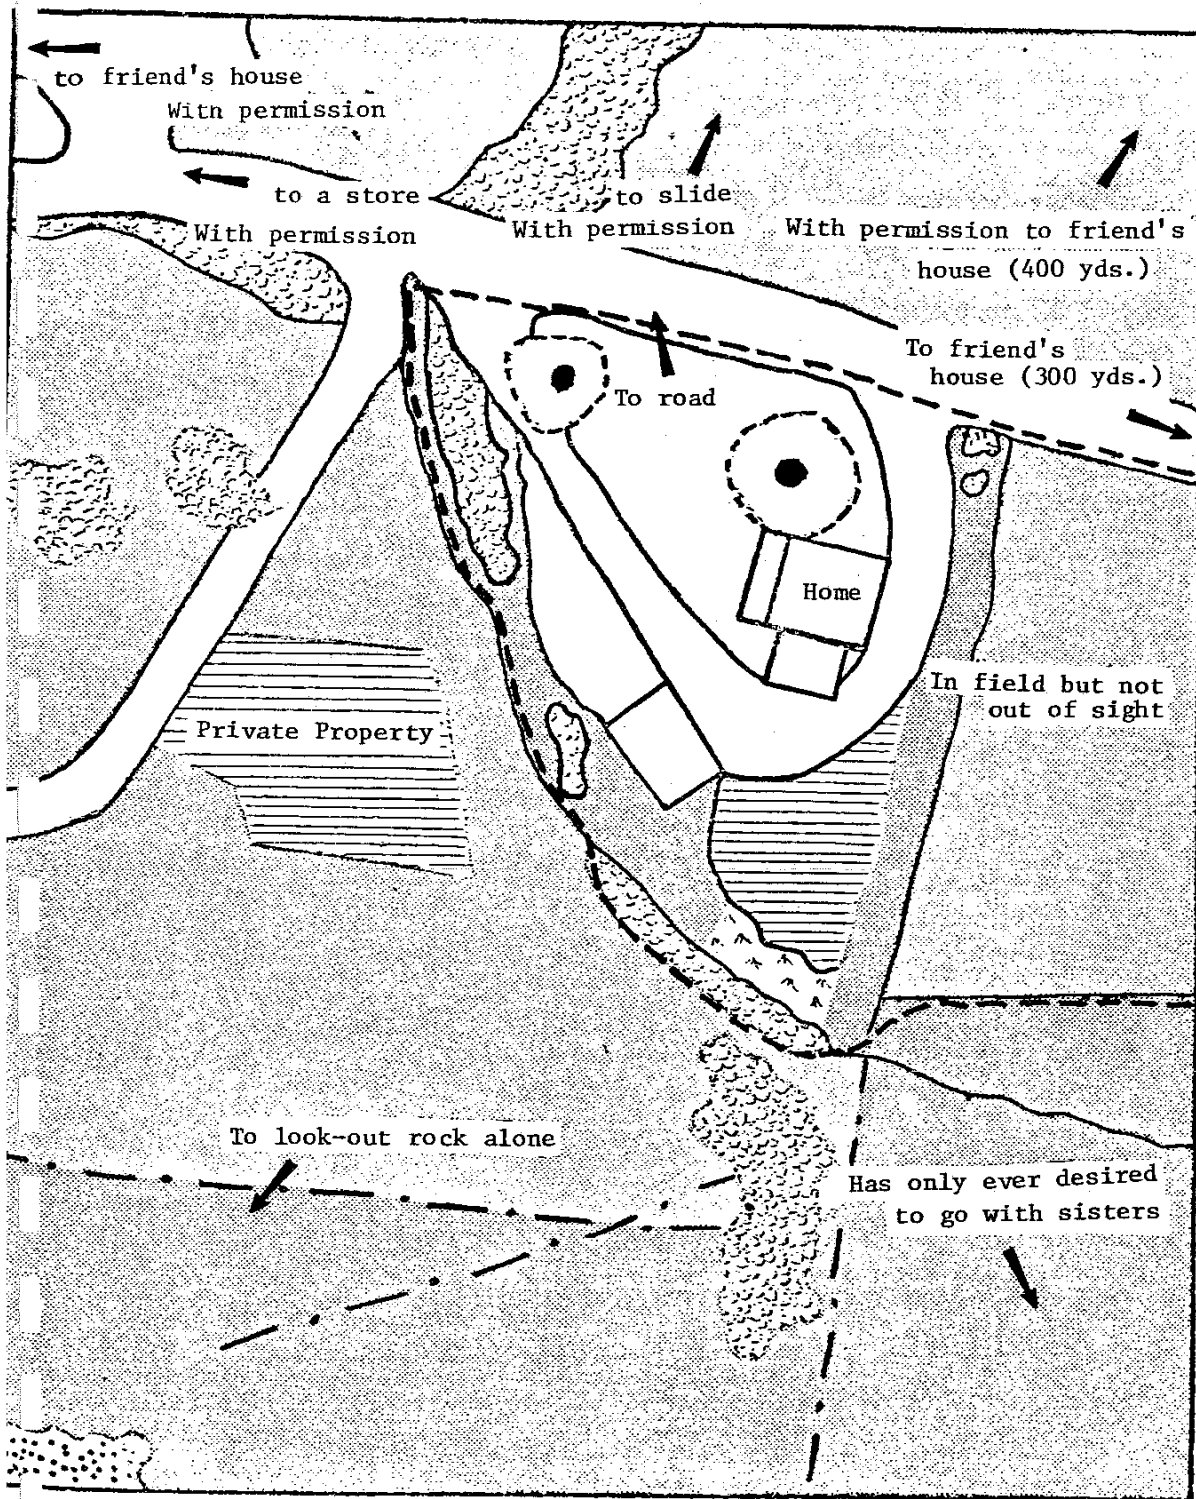 to friend's house
With permission
to a store
With permission
to slide
With permission
With permission to friend's
house (400 yds.)
To friend's
house (300 yds.)
To road
Home
In field but not
out of sight
Private Property
To look-out rock alone
Has only ever desired
to go with sisters